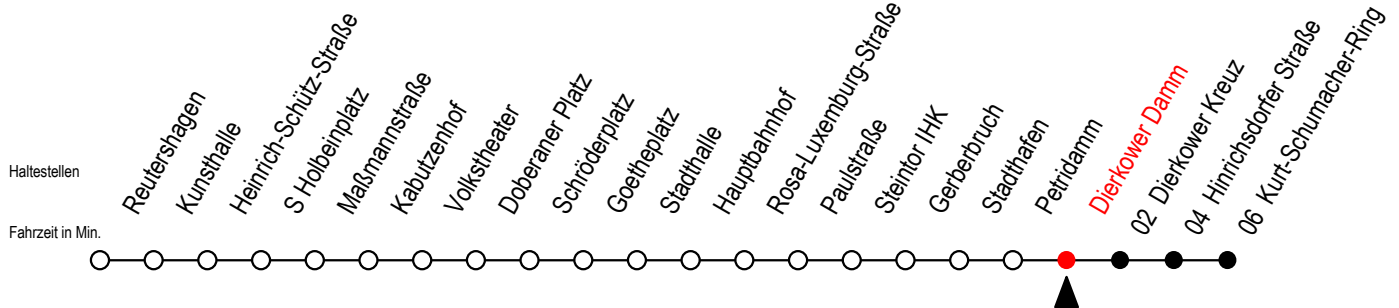 Haltestellen
Fahrzeit in Min.
Reutershagen
Kunsthalle
Heinrich-Schütz-Straße
S Holbeinplatz
Maßmannstraße
Kabutzenhof
Volkstheater
Doberaner Platz
Schröderplatz
Goetheplatz
Stadthalle
Hauptbahnhof
Rosa-Luxemburg-Straße
Paulstraße
Steintor IHK
Gerberbruch
Stadthafen
Petridamm
Dierkower Damm
02 Dierkower Kreuz
04 Hinrichsdorfer Straße
06 Kurt-Schumacher-Ring